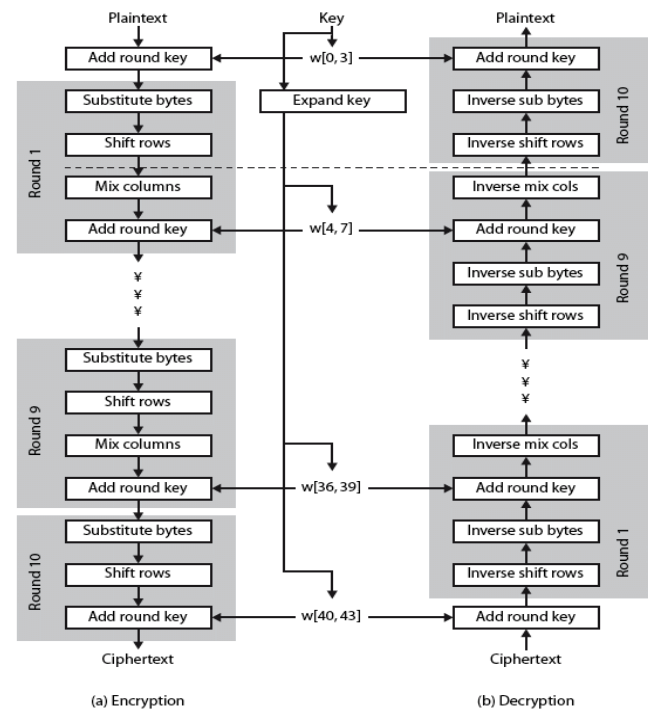 Plaintext
Key
Plaintext
Add round key
w[0, 3]
Add round key
Substitute bytes
Expand key
Inverse sub bytes
Round 10
Round 1
Shift rows
Inverse shift rows
Mix columns
Inverse mix cols
Add round key
w[4, 7]
Add round key
Round 9
¥
¥
¥
Inverse sub bytes
Inverse shift rows
Substitute bytes
¥
¥
¥
Round 9
Shift rows
Mix columns
Inverse mix cols
Add round key
w[36, 39]
Add round key
Substitute bytes
Inverse sub bytes
Round 1
Round 10
Shift rows
Inverse shift rows
Add round key
w[40, 43]
Add round key
Ciphertext
Ciphertext
(a) Encryption
(b) Decryption